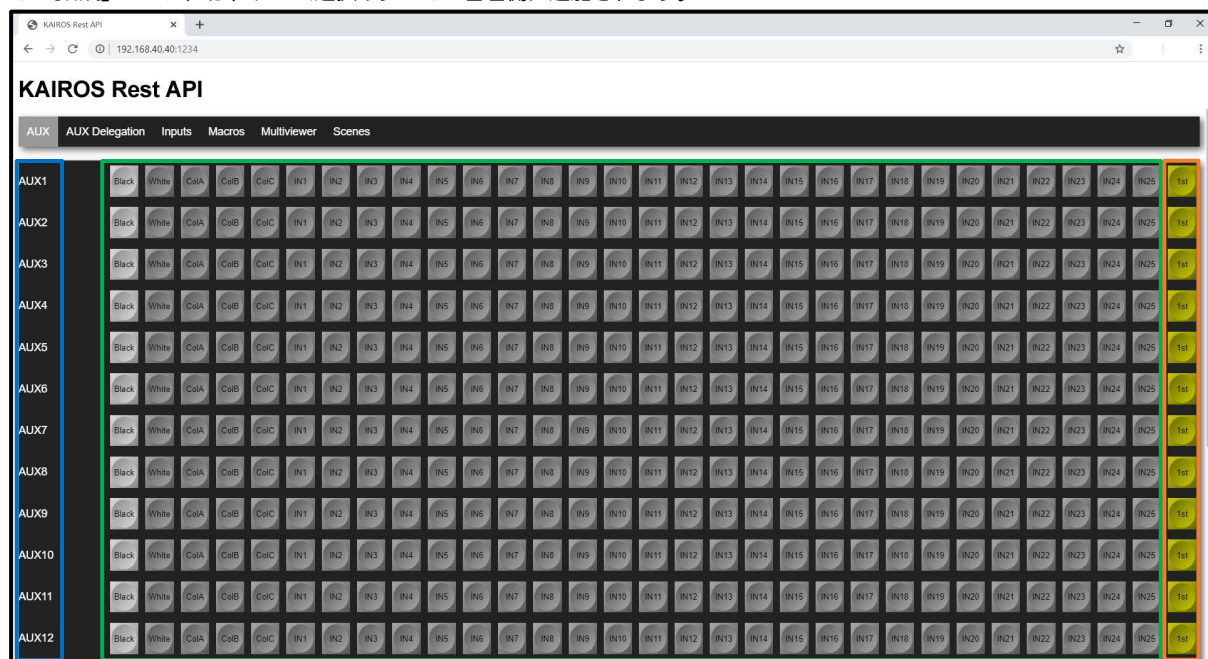 KAIROS Rest API
192.168.40.40:1234
KAIROS Rest API
AUX AUX Delegation Inputs Macros Multiviewer Scenes
AUX1 Black White ColA ColB ColC IN1 IN2 IN3 IN4 IN5 IN6 IN7 IN8 IN9 IN10 IN11 IN12 IN13 IN14 IN15 IN16 IN17 IN18 IN19 IN20 IN21 IN22 IN23 IN24 IN25 1st
AUX2 Black White ColA ColB ColC IN1 IN2 IN3 IN4 IN5 IN6 IN7 IN8 IN9 IN10 IN11 IN12 IN13 IN14 IN15 IN16 IN17 IN18 IN19 IN20 IN21 IN22 IN23 IN24 IN25 1st
AUX3 Black White ColA ColB ColC IN1 IN2 IN3 IN4 IN5 IN6 IN7 IN8 IN9 IN10 IN11 IN12 IN13 IN14 IN15 IN16 IN17 IN18 IN19 IN20 IN21 IN22 IN23 IN24 IN25 1st
AUX4 Black White ColA ColB ColC IN1 IN2 IN3 IN4 IN5 IN6 IN7 IN8 IN9 IN10 IN11 IN12 IN13 IN14 IN15 IN16 IN17 IN18 IN19 IN20 IN21 IN22 IN23 IN24 IN25 1st
AUX5 Black White ColA ColB ColC IN1 IN2 IN3 IN4 IN5 IN6 IN7 IN8 IN9 IN10 IN11 IN12 IN13 IN14 IN15 IN16 IN17 IN18 IN19 IN20 IN21 IN22 IN23 IN24 IN25 1st
AUX6 Black White ColA ColB ColC IN1 IN2 IN3 IN4 IN5 IN6 IN7 IN8 IN9 IN10 IN11 IN12 IN13 IN14 IN15 IN16 IN17 IN18 IN19 IN20 IN21 IN22 IN23 IN24 IN25 1st
AUX7 Black White ColA ColB ColC IN1 IN2 IN3 IN4 IN5 IN6 IN7 IN8 IN9 IN10 IN11 IN12 IN13 IN14 IN15 IN16 IN17 IN18 IN19 IN20 IN21 IN22 IN23 IN24 IN25 1st
AUX8 Black White ColA ColB ColC IN1 IN2 IN3 IN4 IN5 IN6 IN7 IN8 IN9 IN10 IN11 IN12 IN13 IN14 IN15 IN16 IN17 IN18 IN19 IN20 IN21 IN22 IN23 IN24 IN25 1st
AUX9 Black White ColA ColB ColC IN1 IN2 IN3 IN4 IN5 IN6 IN7 IN8 IN9 IN10 IN11 IN12 IN13 IN14 IN15 IN16 IN17 IN18 IN19 IN20 IN21 IN22 IN23 IN24 IN25 1st
AUX10 Black White ColA ColB ColC IN1 IN2 IN3 IN4 IN5 IN6 IN7 IN8 IN9 IN10 IN11 IN12 IN13 IN14 IN15 IN16 IN17 IN18 IN19 IN20 IN21 IN22 IN23 IN24 IN25 1st
AUX11 Black White ColA ColB ColC IN1 IN2 IN3 IN4 IN5 IN6 IN7 IN8 IN9 IN10 IN11 IN12 IN13 IN14 IN15 IN16 IN17 IN18 IN19 IN20 IN21 IN22 IN23 IN24 IN25 1st
AUX12 Black White ColA ColB ColC IN1 IN2 IN3 IN4 IN5 IN6 IN7 IN8 IN9 IN10 IN11 IN12 IN13 IN14 IN15 IN16 IN17 IN18 IN19 IN20 IN21 IN22 IN23 IN24 IN25 1st